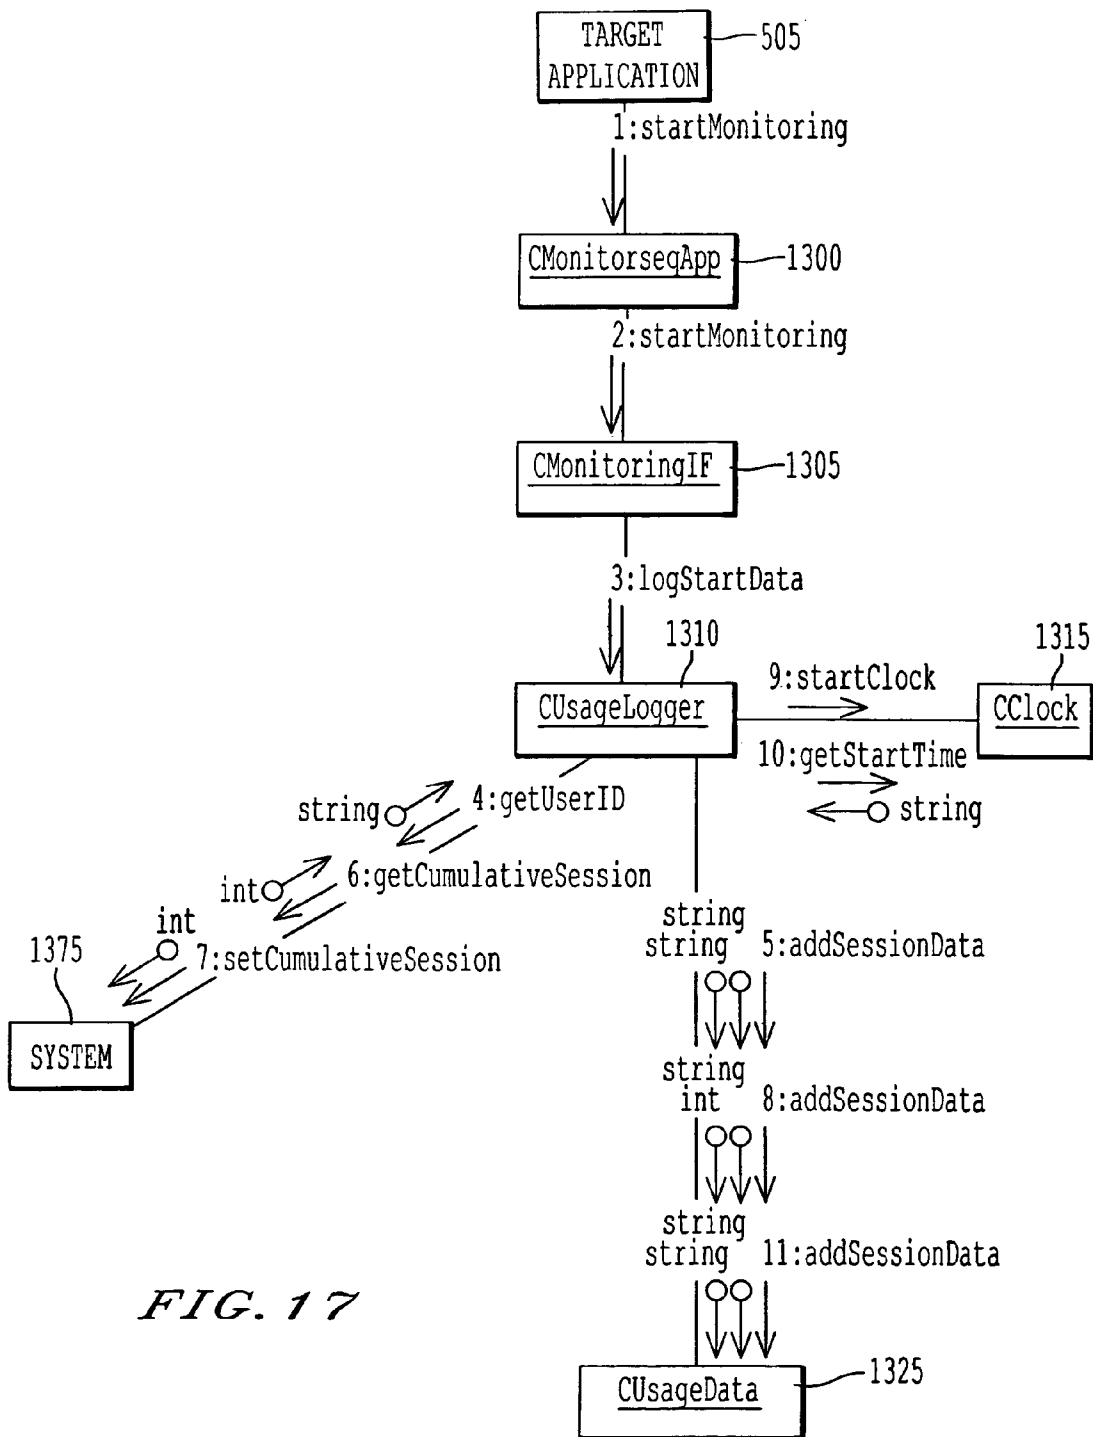 TARGET
APPLICATION
505
1:startMonitoring
CMonitorseqApp
1300
2:startMonitoring
CMonitoringIF
1305
3:logStartData
1310
1315
CUsageLogger
9:startClock
CClock
10:getStartTime
string
string
4:getUserID
int
6:getCumulativeSession
int
7:setCumulativeSession
1375
SYSTEM
string
string 5:addSessionData
string
int 8:addSessionData
string
string 11:addSessionData
FIG. 17
CUsageData
1325